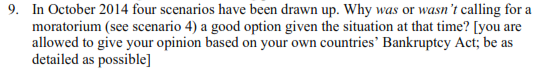 9. In October 2014 four scenarios have been drawn up. Why was or wasn't calling for a
moratorium (see scenario 4) a good option given the situation at that time? [you are
allowed to give your opinion based on your own countries' Bankruptcy Act; be as
detailed as possible]